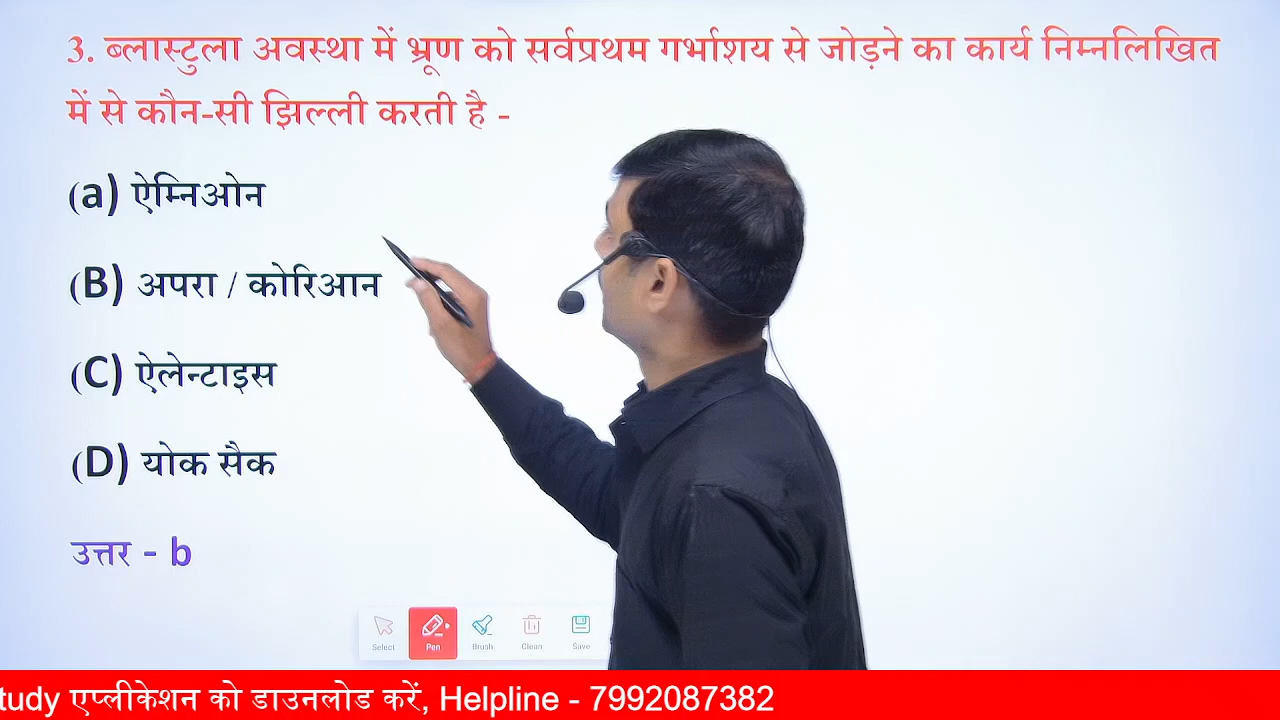 3. ब्लास्टुला अवस्था में भ्रूण को सर्वप्रथम गर्भाशय से जोड़ने का कार्य निम्नलिखित
में से कौन-सी झिल्ली करती है -
(a) ऐम्निओन
(B) अपरा / कोरिआन
(C) ऐलेन्टाइस
(D) योक सैक
उत्तर - b
Select Pen Brush Clean Save
tudy एप्लीकेशन को डाउनलोड करें, Helpline - 7992087382